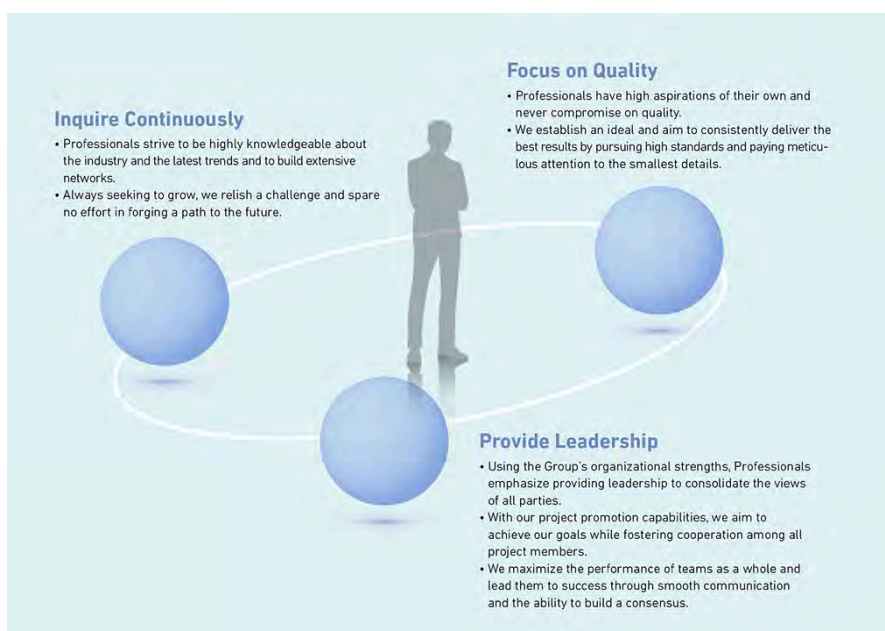 Focus on Quality
• Professionals have high aspirations of their own and
never compromise on quality.
• We establish an ideal and aim to consistently deliver the
best results by pursuing high standards and paying meticu-
lous attention to the smallest details.
Inquire Continuously
• Professionals strive to be highly knowledgeable about
the industry and the latest trends and to build extensive
networks.
• Always seeking to grow, we relish a challenge and spare
no effort in forging a path to the future.
Provide Leadership
• Using the Group's organizational strengths, Professionals
emphasize providing leadership to consolidate the views
of all parties.
• With our project promotion capabilities, we aim to
achieve our goals while fostering cooperation among all
project members.
• We maximize the performance of teams as a whole and
lead them to success through smooth communication
and the ability to build a consensus.